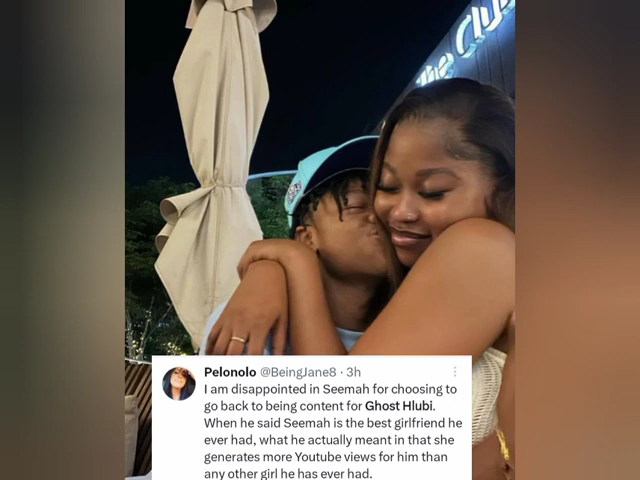 The Clu
Pelonolo @BeingJane8 · 3h
I am disappointed in Seemah for choosing to
go back to being content for Ghost Hlubi.
When he said Seemah is the best girlfriend he
ever had, what he actually meant in that she
generates more Youtube views for him than
any other girl he has ever had.